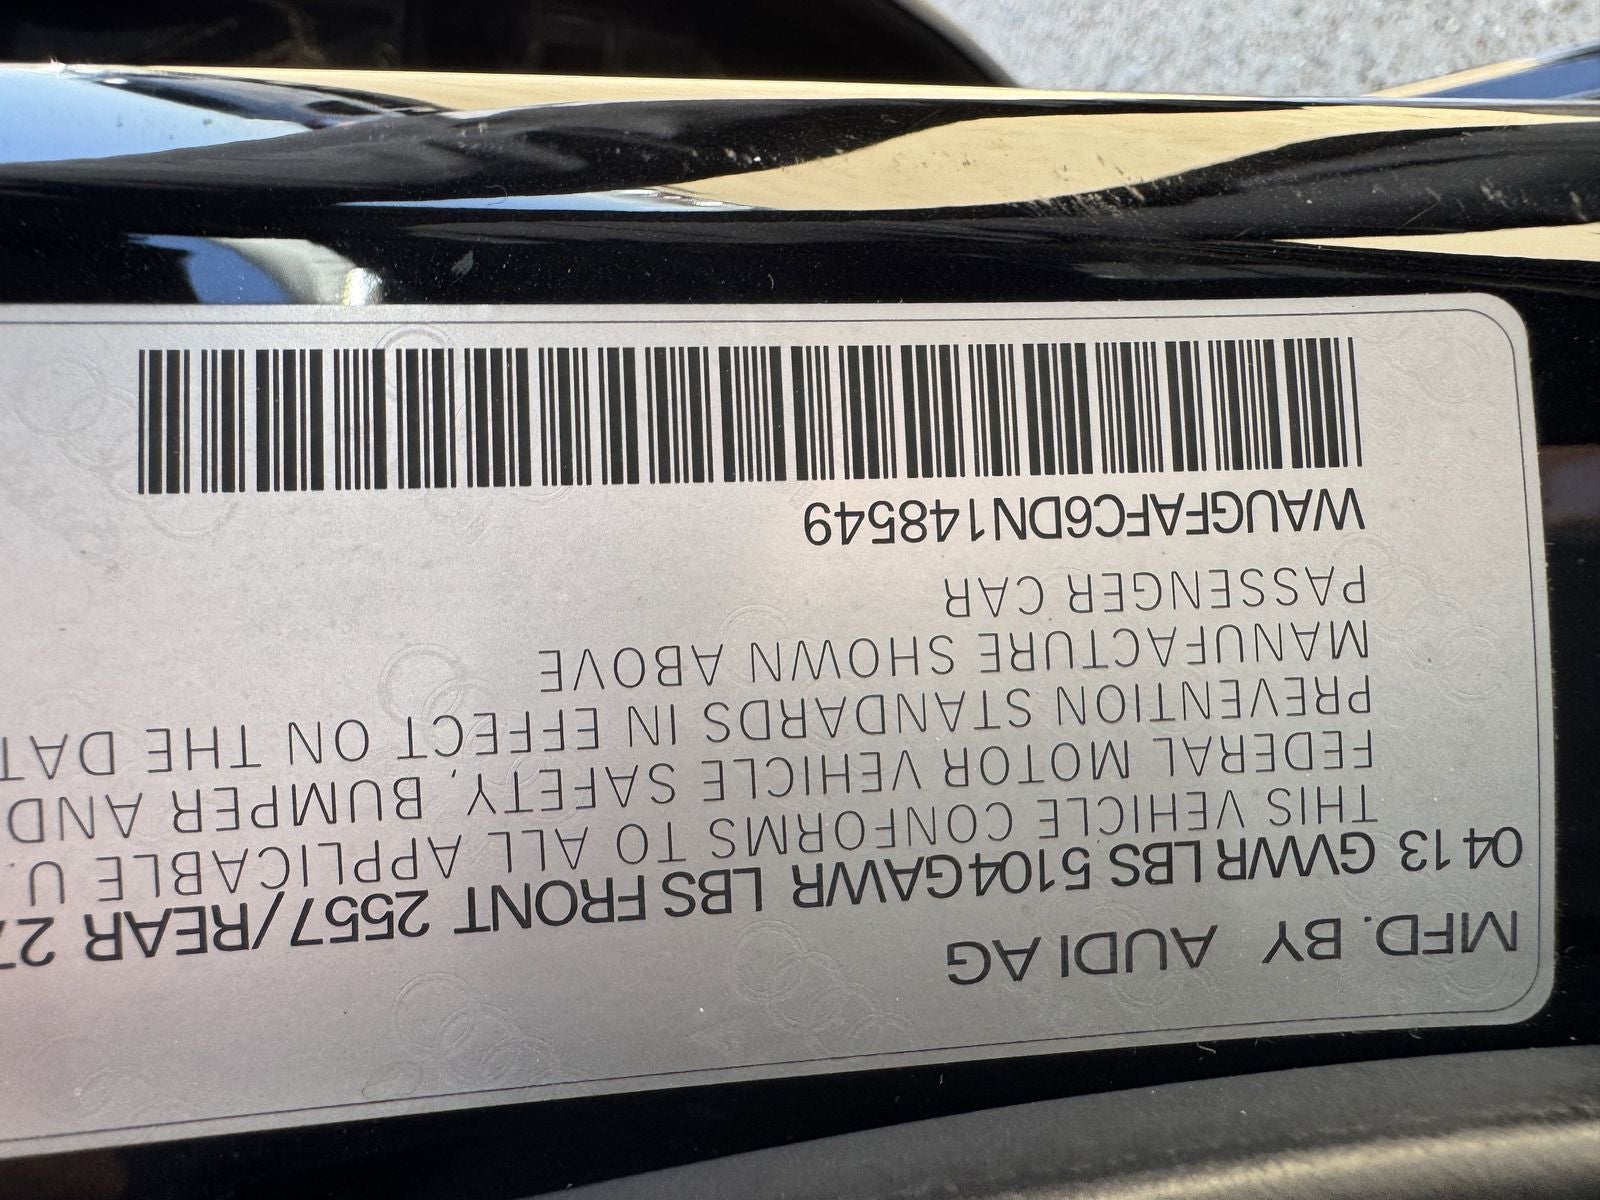 MFD. BY AUDI AG
04 13 GVWR LBS 5104GAWR LBS FRONT 2557/REAR
THIS VEHICLE CONFORMS TO ALL APPLICABLE U.
FEDERAL MOTOR VEHICLE SAFETY, BUMPER AND
PREVENTION STANDARDS IN EFFECT ON THE DAT
MANUFACTURE SHOWN ABOVE
PASSENGER CAR
WAUGFAFC6DN148549